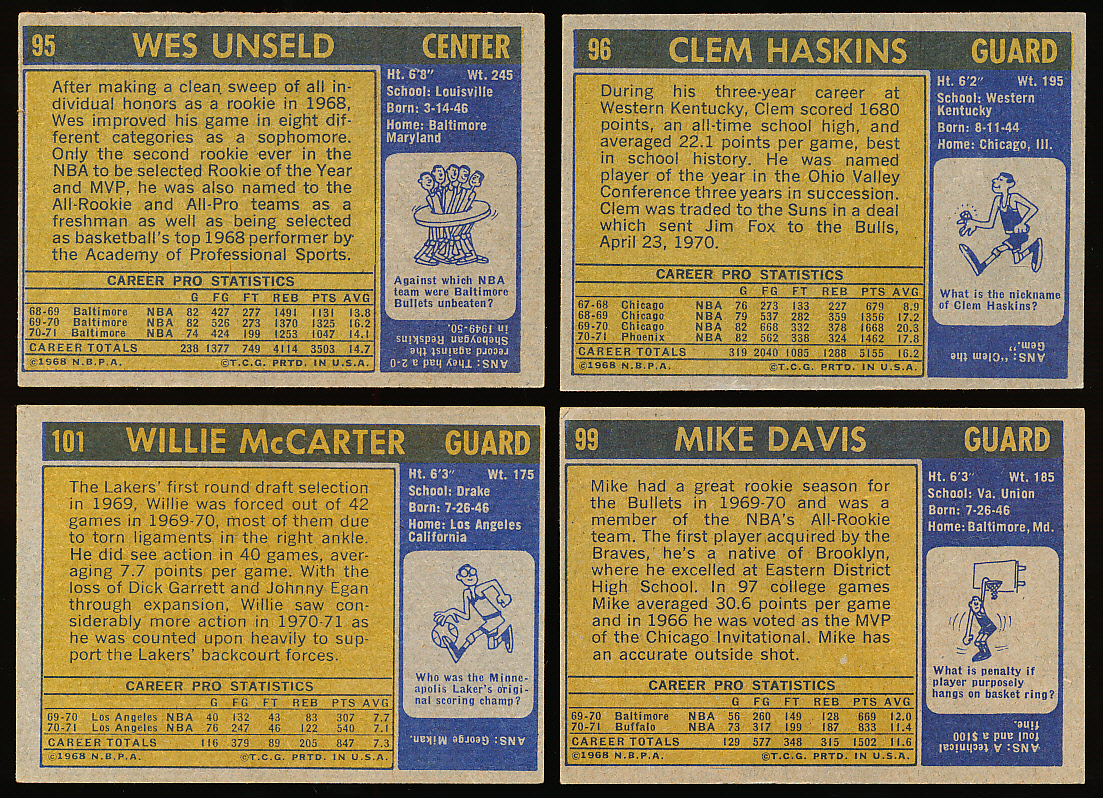 95 WES UNSELD CENTER
After making a clean sweep of all in-
dividual honors as a rookie in 1968,
Wes improved his game in eight dif-
ferent categories as a sophomore.
Only the second rookie ever in the
NBA to be selected Rookie of the Year
and MVP, he was also named to the
All-Rookie and All-Pro teams as a
freshman as well as being selected
as basketball's top 1968 performer by
the Academy of Professional Sports.
Ht. 6'8" Wt. 245
School: Louisville
Born: 3-14-46
Home: Baltimore
Maryland
Against which NBA
team were Baltimore
Bullets unbeaten?
ANS: They had a 2-0
record against the
Sheboygan Redskins
in 1949-50.
CAREER PRO STATISTICS
G FG FT REB PTS AVG
68-69 Baltimore NBA 82 427 277 1491 1131 13.8
69-70 Baltimore NBA 82 526 273 1370 1325 16.2
70-71 Baltimore NBA 74 424 199 1253 1047 14.1
CAREER TOTALS 238 1377 749 4114 3503 14.7
©1968 N.B.P.A. ©T.C.G. PRTD. IN U.S.A.
96 CLEM HASKINS GUARD
During his three-year career at
Western Kentucky, Clem scored 1680
points, an all-time school high, and
averaged 22.1 points per game, best
in school history. He was named
player of the year in the Ohio Valley
Conference three years in succession.
Clem was traded to the Suns in a deal
which sent Jim Fox to the Bulls,
April 23, 1970.
Ht. 6'2" Wt. 195
School: Western
Kentucky
Born: 8-11-44
Home: Chicago, Ill.
What is the nickname
of Clem Haskins?
ANS: "Clem the
Gem".
CAREER PRO STATISTICS
G FG FT REB PTS AVG
67-68 Chicago NBA 76 273 133 227 679 8.9
68-69 Chicago NBA 79 537 282 359 1356 17.2
69-70 Chicago NBA 82 668 332 378 1668 20.3
70-71 Phoenix NBA 82 562 338 324 1462 17.8
CAREER TOTALS 319 2040 1085 1288 5155 16.2
©1968 N.B.P.A. ©T.C.G. PRTD. IN U.S.A.
101 WILLIE McCARTER GUARD
The Lakers' first round draft selection
in 1969, Willie was forced out of 42
games in 1969-70, most of them due
to torn ligaments in the right ankle.
He did see action in 40 games, aver-
aging 7.7 points per game. With the
loss of Dick Garrett and Johnny Egan
through expansion, Willie saw con-
siderably more action in 1970-71 as
he was counted upon heavily to sup-
port the Lakers' backcourt forces.
Ht. 6'3" Wt. 175
School: Drake
Born: 7-26-46
Home: Los Angeles
California
Who was the Minne-
apolis Laker's origi-
nal scoring champ?
ANS: George Mikan.
CAREER PRO STATISTICS
G FG FT REB PTS AVG
69-70 Los Angeles NBA 40 132 43 83 307 7.7
70-71 Los Angeles NBA 76 247 46 122 540 7.1
CAREER TOTALS 116 379 89 205 847 7.3
©1968 N.B.P.A. ©T.C.G. PRTD. IN U.S.A.
99 MIKE DAVIS GUARD
Mike had a great rookie season for
the Bullets in 1969-70 and was a
member of the NBA's All-Rookie
team. The first player acquired by the
Braves, he's a native of Brooklyn,
where he excelled at Eastern District
High School. In 97 college games
Mike averaged 30.6 points per game
and in 1966 he was voted as the MVP
of the Chicago Invitational. Mike has
an accurate outside shot.
Ht. 6'3" Wt. 185
School: Va. Union
Born: 7-26-46
Home: Baltimore, Md.
What is penalty if
player purposely
hangs on basket ring?
ANS: A technical
foul and a $100
fine.
CAREER PRO STATISTICS
G FG FT REB PTS AVG
69-70 Baltimore NBA 56 260 149 128 669 12.0
70-71 Buffalo NBA 73 317 199 187 833 11.4
CAREER TOTALS 129 577 348 315 1502 11.6
©1968 N.B.P.A. ©T.C.G. PRTD. IN U.S.A.